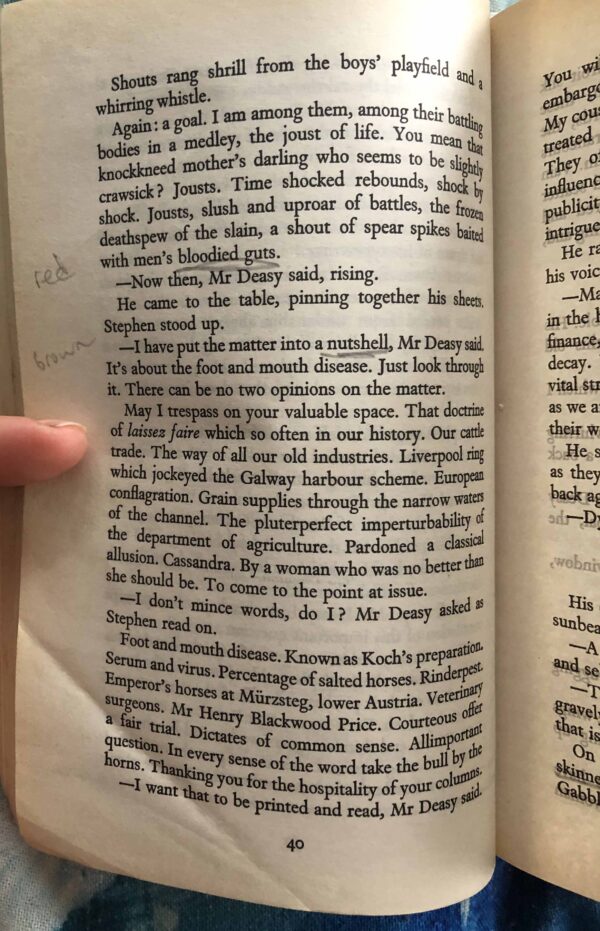 Shouts rang shrill from the boys' playfield and a
whirring whistle.
Again: a goal. I am among them, among their battling
bodies in a medley, the joust of life. You mean that
knockkneed mother's darling who seems to be slightly
crawsick? Jousts. Time shocked rebounds, shock by
shock. Jousts, slush and uproar of battles, the frozen
deathspew of the slain, a shout of spear spikes baited
with men's bloodied guts.
red
—Now then, Mr Deasy said, rising.
He came to the table, pinning together his sheets.
Stephen stood up.
brown
—I have put the matter into a nutshell, Mr Deasy said.
It's about the foot and mouth disease. Just look through
it. There can be no two opinions on the matter.
May I trespass on your valuable space. That doctrine
of laissez faire which so often in our history. Our cattle
trade. The way of all our old industries. Liverpool ring
which jockeyed the Galway harbour scheme. European
conflagration. Grain supplies through the narrow waters
of the channel. The pluterperfect imperturbability of
the department of agriculture. Pardoned a classical
allusion. Cassandra. By a woman who was no better than
she should be. To come to the point at issue.
—I don't mince words, do I? Mr Deasy asked as
Stephen read on.
Foot and mouth disease. Known as Koch's preparation.
Serum and virus. Percentage of salted horses. Rinderpest.
Emperor's horses at Mürzsteg, lower Austria. Veterinary
surgeons. Mr Henry Blackwood Price. Courteous offer
a fair trial. Dictates of common sense. Allimportant
question. In every sense of the word take the bull by the
horns. Thanking you for the hospitality of your columns.
—I want that to be printed and read, Mr Deasy said.
40
You
embargo
My
treated
They
publicity
intrigue
He
his
in the
finance,
decay.
vital
as we
their
He
as they
back
His
—A
and
that is
On